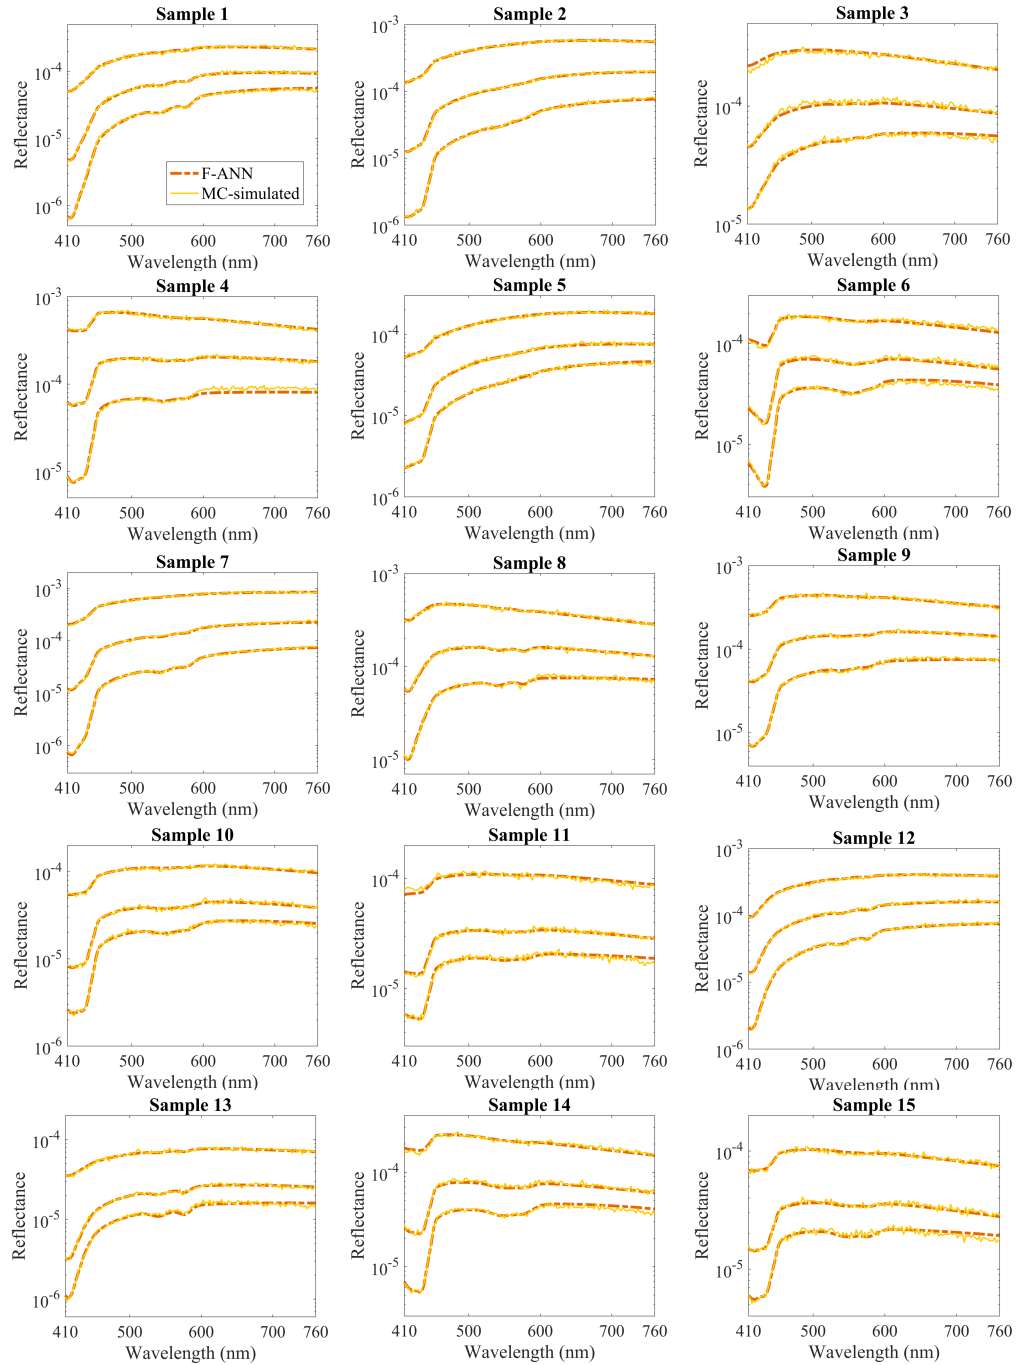 Sample 1
Reflectance
10^-4
10^-5
10^-6
F-ANN
MC-simulated
410 500 600 700 760
Wavelength (nm)
Sample 2
Reflectance
10^-3
10^-4
10^-5
10^-6
410 500 600 700 760
Wavelength (nm)
Sample 3
Reflectance
10^-4
10^-5
410 500 600 700 760
Wavelength (nm)
Sample 4
Reflectance
10^-3
10^-4
10^-5
410 500 600 700 760
Wavelength (nm)
Sample 5
Reflectance
10^-4
10^-5
10^-6
410 500 600 700 760
Wavelength (nm)
Sample 6
Reflectance
10^-4
10^-5
410 500 600 700 760
Wavelength (nm)
Sample 7
Reflectance
10^-3
10^-4
10^-5
10^-6
410 500 600 700 760
Wavelength (nm)
Sample 8
Reflectance
10^-3
10^-4
10^-5
410 500 600 700 760
Wavelength (nm)
Sample 9
Reflectance
10^-3
10^-4
10^-5
410 500 600 700 760
Wavelength (nm)
Sample 10
Reflectance
10^-4
10^-5
10^-6
410 500 600 700 760
Wavelength (nm)
Sample 11
Reflectance
10^-4
10^-5
410 500 600 700 760
Wavelength (nm)
Sample 12
Reflectance
10^-3
10^-4
10^-5
10^-6
410 500 600 700 760
Wavelength (nm)
Sample 13
Reflectance
10^-4
10^-5
10^-6
410 500 600 700 760
Wavelength (nm)
Sample 14
Reflectance
10^-4
10^-5
410 500 600 700 760
Wavelength (nm)
Sample 15
Reflectance
10^-4
10^-5
410 500 600 700 760
Wavelength (nm)